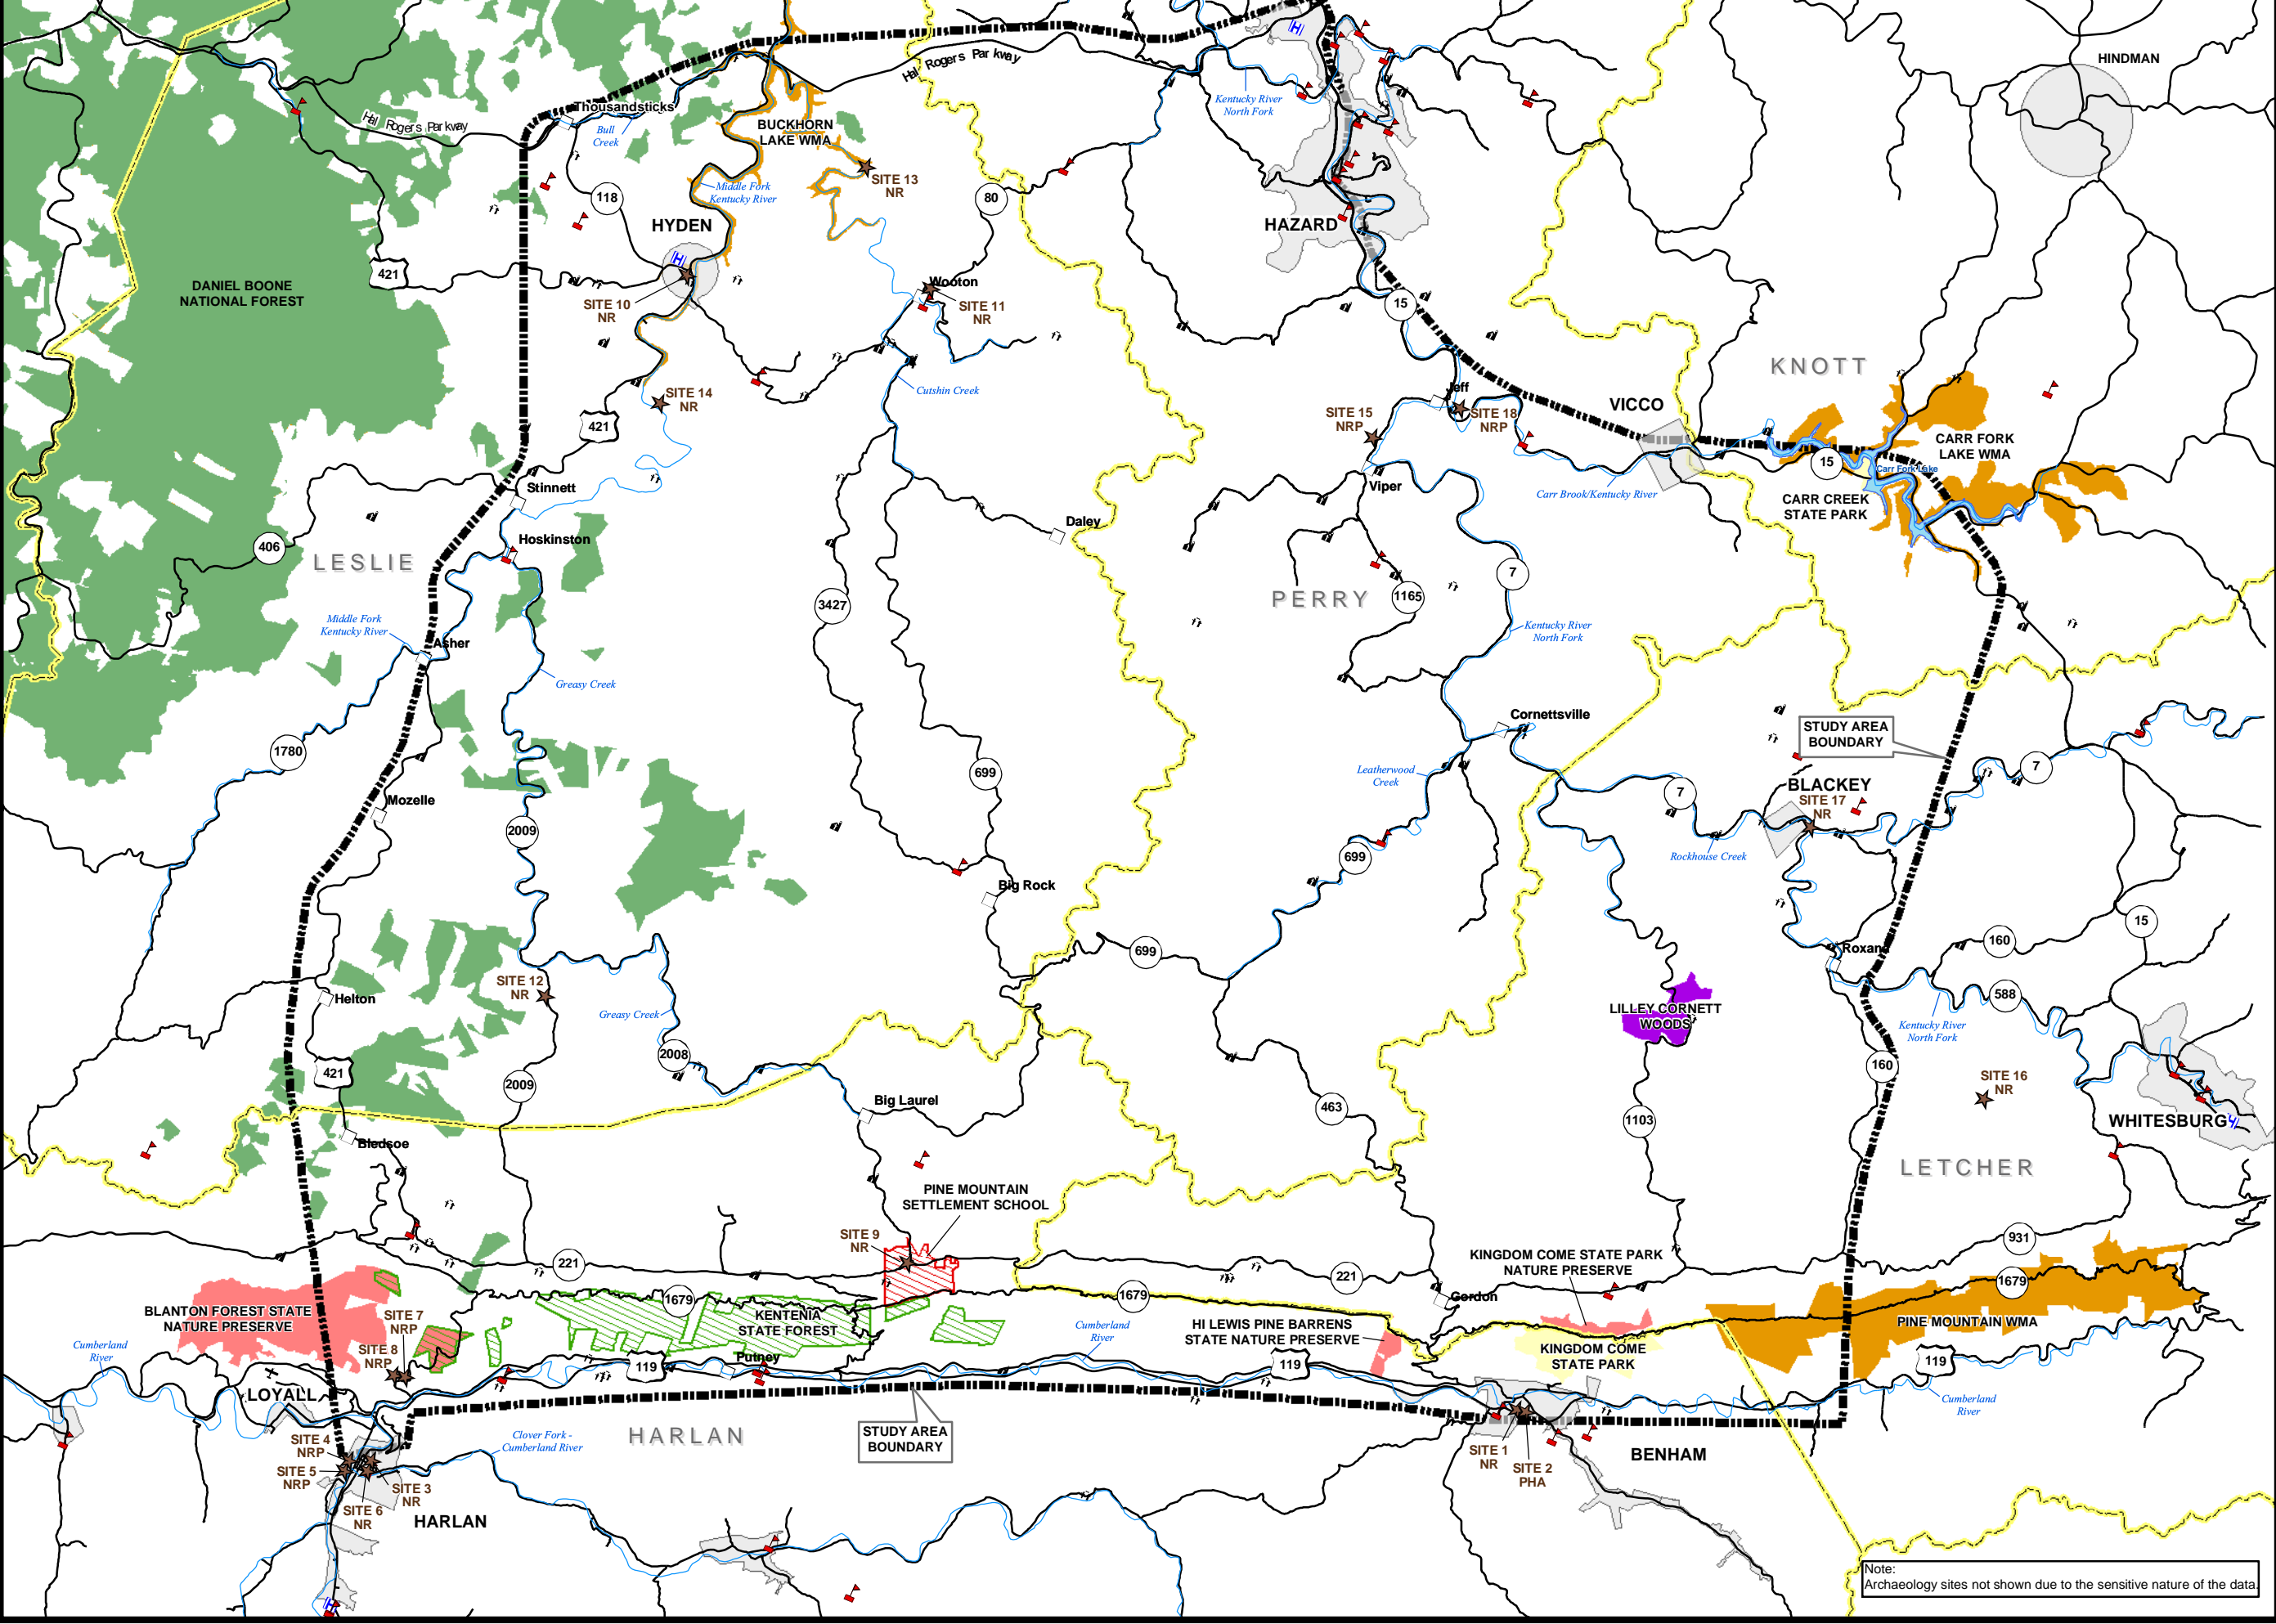 HINDMAN
Hal Rogers Parkway
Thousandsticks
Hal Rogers Parkway
Bull
Creek
BUCKHORN
LAKE WMA
Kentucky River
North Fork
SITE 13
NR
Middle Fork
Kentucky River
118
80
HYDEN
HAZARD
421
DANIEL BOONE
NATIONAL FOREST
SITE 10
NR
Wooton
SITE 11
NR
15
KNOTT
Cutshin Creek
Jeff
VICCO
SITE 14
NR
SITE 15
NRP
SITE 18
NRP
421
CARR FORK
LAKE WMA
15
Carr Fork Lake
Stinnett
Viper
Carr Brook/Kentucky River
CARR CREEK
STATE PARK
Daley
Hoskinston
406
LESLIE
7
3427
PERRY
1165
Middle Fork
Kentucky River
Kentucky River
North Fork
Asher
Greasy Creek
Cornettsville
STUDY AREA
BOUNDARY
1780
699
Leatherwood
Creek
7
BLACKEY
7
SITE 17
NR
Mozelle
2009
699
Rockhouse Creek
Big Rock
15
699
160
Roxana
SITE 12
NR
Helton
Greasy Creek
LILLEY CORNETT
WOODS
588
Kentucky River
North Fork
2008
421
2009
160
SITE 16
NR
Big Laurel
463
1103
WHITESBURG
Bledsoe
LETCHER
PINE MOUNTAIN
SETTLEMENT SCHOOL
SITE 9
NR
931
221
KINGDOM COME STATE PARK
NATURE PRESERVE
221
1679
1679
1679
Gordon
BLANTON FOREST STATE
NATURE PRESERVE
SITE 7
NRP
KENTENIA
STATE FOREST
Cumberland
River
HI LEWIS PINE BARRENS
STATE NATURE PRESERVE
PINE MOUNTAIN WMA
Cumberland
River
SITE 8
NRP
Putney
119
119
KINGDOM COME
STATE PARK
119
LOYALL
Cumberland
River
HARLAN
STUDY AREA
BOUNDARY
Clover Fork -
Cumberland River
SITE 4
NRP
SITE 5
NRP
SITE 3
NR
SITE 6
NR
SITE 1
NR
SITE 2
PHA
BENHAM
HARLAN
Note:
Archaeology sites not shown due to the sensitive nature of the data.